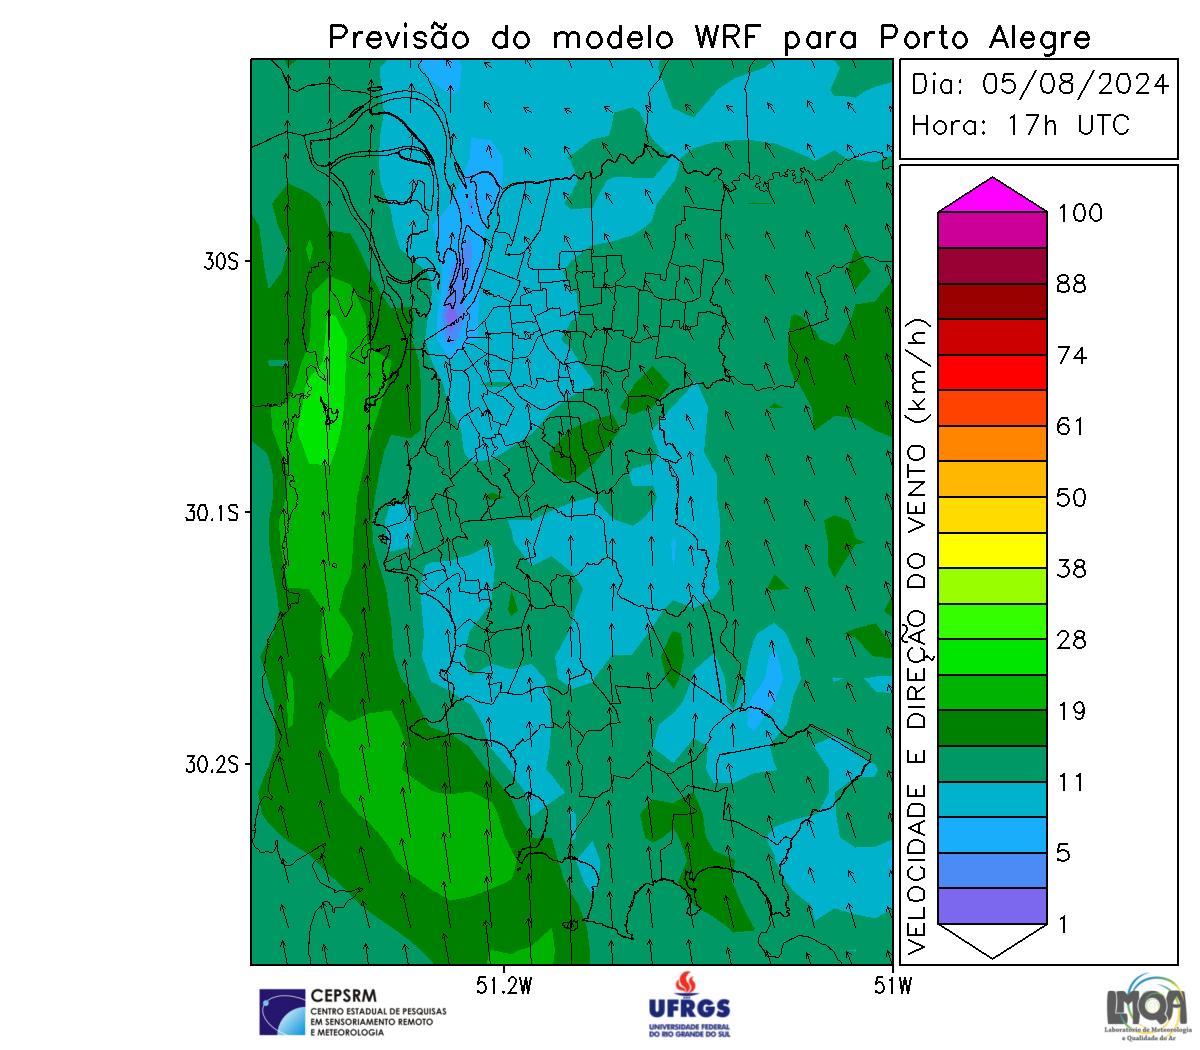 Previsão do modelo WRF para Porto Alegre
Dia: 05/08/2024
Hora: 17h UTC
30S
30.1S
30.2S
51.2W
51W
VELOCIDADE E DIREÇÃO DO VENTO (km/h)
100
88
74
61
50
38
28
19
11
5
1
CEPSRM
CENTRO ESTADUAL DE PESQUISAS
EM SENSORIAMENTO REMOTO
E METEOROLOGIA
UFRGS
UNIVERSIDADE FEDERAL
DO RIO GRANDE DO SUL
LMQA
Laboratório de Meteorologia
e Qualidade do Ar